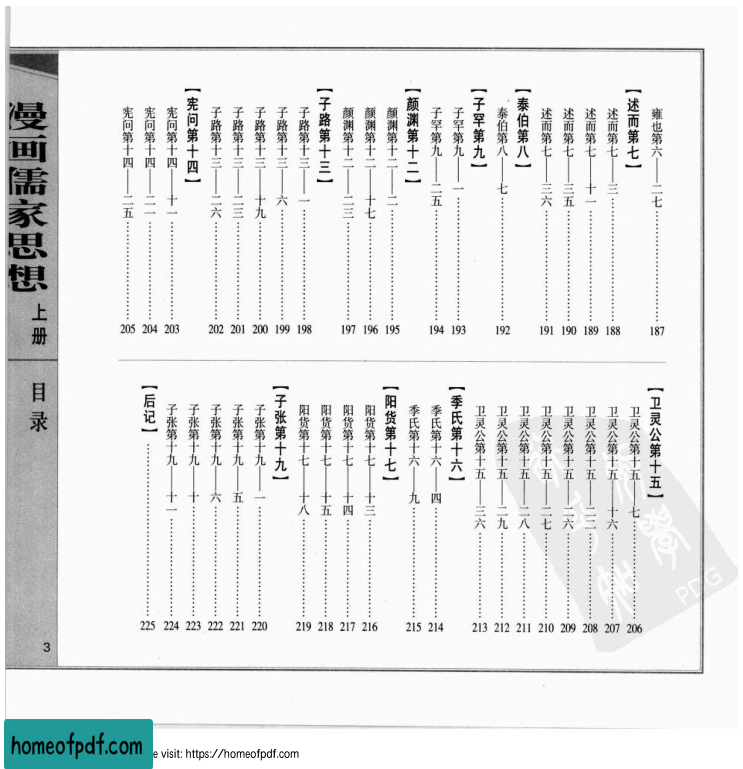 雍也第六——二七……187
【述而第七】
述而第七——三……188
述而第七——十一……189
述而第七——三五……190
述而第七——三六……191
【泰伯第八】
泰伯第八——七……192
【子罕第九】
子罕第九——一……193
子罕第九——二五……194
【颜渊第十二】
颜渊第十二——二……195
颜渊第十二——十七……196
颜渊第十二——二三……197
【子路第十三】
子路第十三——一……198
子路第十三——六……199
子路第十三——十九……200
子路第十三——二三……201
子路第十三——二六……202
【宪问第十四】
宪问第十四——十一……203
宪问第十四——二一……204
宪问第十四——二五……205
【卫灵公第十五】
卫灵公第十五——七……206
卫灵公第十五——十六……207
卫灵公第十五——二三……208
卫灵公第十五——二六……209
卫灵公第十五——二七……210
卫灵公第十五——二八……211
卫灵公第十五——二九……212
卫灵公第十五——三六……213
【季氏第十六】
季氏第十六——四……214
季氏第十六——九……215
【阳货第十七】
阳货第十七——十三……216
阳货第十七——十四……217
阳货第十七——十五……218
阳货第十七——十八……219
【子张第十九】
子张第十九——一……220
子张第十九——五……221
子张第十九——六……222
子张第十九——十……223
子张第十九——十一……224
【后记】……225
漫画儒家思想
上册
目录
3
PDG
homeofpdf.com
e visit: https://homeofpdf.com